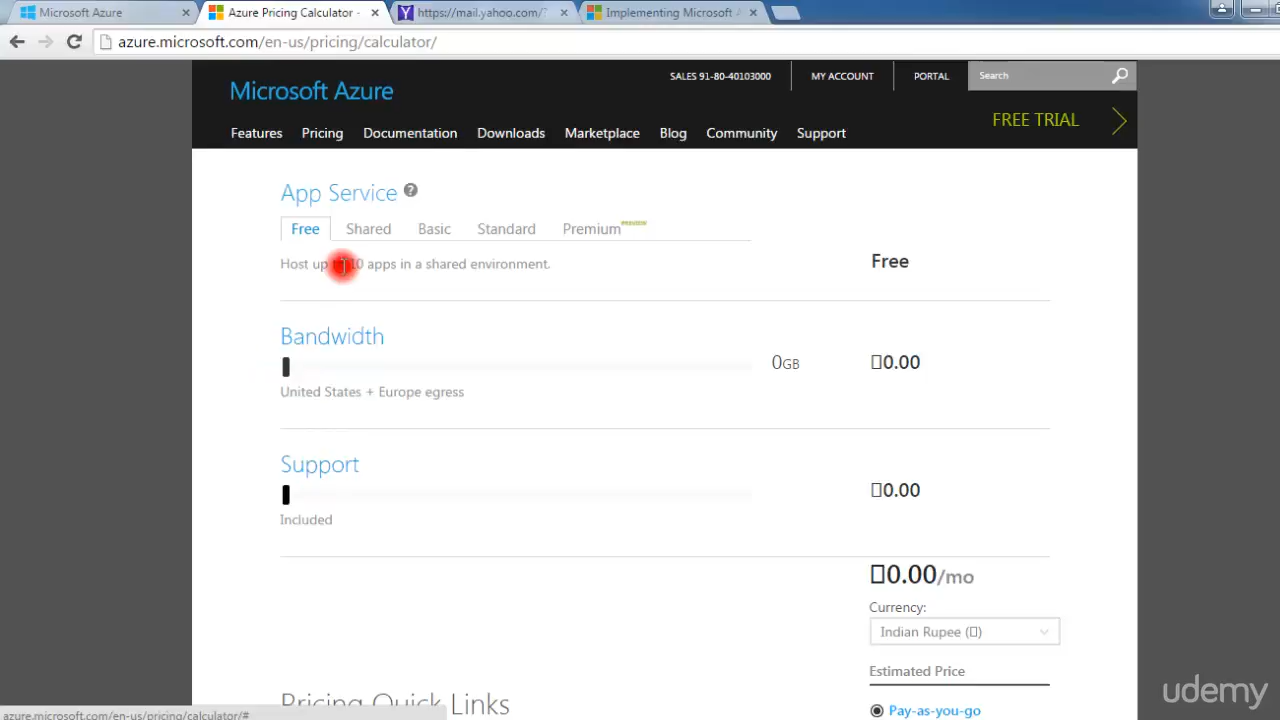 Microsoft Azure
Azure Pricing Calculator -
https://mail.yahoo.com/?
Implementing Microsoft A
azure.microsoft.com/en-us/pricing/calculator/
SALES 91-80-40103000
MY ACCOUNT
PORTAL
Search
Microsoft Azure
FREE TRIAL
Features
Pricing
Documentation
Downloads
Marketplace
Blog
Community
Support
App Service
Free
Shared
Basic
Standard
Premium
Host up 10 apps in a shared environment.
Free
Bandwidth
0GB
0.00
United States + Europe egress
Support
0.00
Included
0.00/mo
Currency:
Indian Rupee ()
Estimated Price
Pricing Quick Links
Pay-as-you-go
azure.microsoft.com/en-us/pricing/calculator/#
udemy